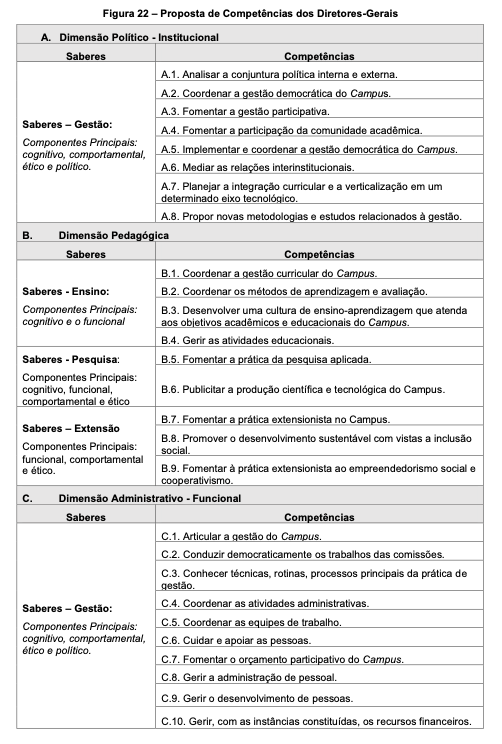 Figura 22 – Proposta de Competências dos Diretores-Gerais
A. Dimensão Político - Institucional
Saberes
Competências
Saberes – Gestão:
Componentes Principais:
cognitivo, comportamental,
ético e político.
A.1. Analisar a conjuntura política interna e externa.
A.2. Coordenar a gestão democrática do Campus.
A.3. Fomentar a gestão participativa.
A.4. Fomentar a participação da comunidade acadêmica.
A.5. Implementar e coordenar a gestão democrática do Campus.
A.6. Mediar as relações interinstitucionais.
A.7. Planejar a integração curricular e a verticalização em um
determinado eixo tecnológico.
A.8. Propor novas metodologias e estudos relacionados à gestão.
B. Dimensão Pedagógica
Saberes
Competências
Saberes - Ensino:
Componentes Principais:
cognitivo e o funcional
B.1. Coordenar a gestão curricular do Campus.
B.2. Coordenar os métodos de aprendizagem e avaliação.
B.3. Desenvolver uma cultura de ensino-aprendizagem que atenda
aos objetivos acadêmicos e educacionais do Campus.
B.4. Gerir as atividades educacionais.
Saberes - Pesquisa:
Componentes Principais:
cognitivo, funcional,
comportamental e ético
B.5. Fomentar a prática da pesquisa aplicada.
B.6. Publicitar a produção científica e tecnológica do Campus.
Saberes – Extensão
Componentes Principais:
funcional, comportamental
e ético.
B.7. Fomentar a prática extensionista no Campus.
B.8. Promover o desenvolvimento sustentável com vistas a inclusão
social.
B.9. Fomentar à prática extensionista ao empreendedorismo social e
cooperativismo.
C. Dimensão Administrativo - Funcional
Saberes
Competências
Saberes – Gestão:
Componentes Principais:
cognitivo, comportamental,
ético e político.
C.1. Articular a gestão do Campus.
C.2. Conduzir democraticamente os trabalhos das comissões.
C.3. Conhecer técnicas, rotinas, processos principais da prática de
gestão.
C.4. Coordenar as atividades administrativas.
C.5. Coordenar as equipes de trabalho.
C.6. Cuidar e apoiar as pessoas.
C.7. Fomentar o orçamento participativo do Campus.
C.8. Gerir a administração de pessoal.
C.9. Gerir o desenvolvimento de pessoas.
C.10. Gerir, com as instâncias constituídas, os recursos financeiros.